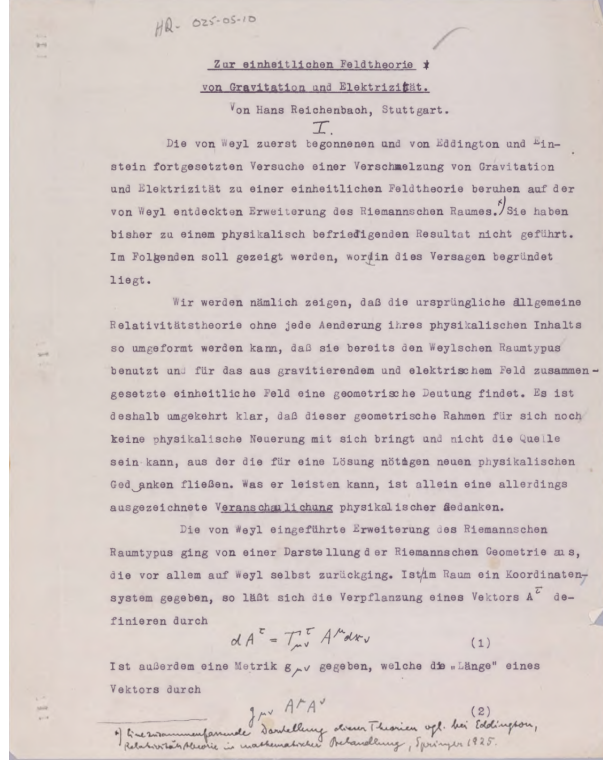 HR- 025-05-10
Zur einheitlichen Feldtheorie *
von Gravitation und Elektrizität.
Von Hans Reichenbach, Stuttgart.
I.
Die von Weyl zuerst begonnenen und von Eddington und Ein-
stein fortgesetzten Versuche einer Verschmelzung von Gravitation
und Elektrizität zu einer einheitlichen Feldtheorie beruhen auf der
von Weyl entdeckten Erweiterung des Riemannschen Raumes.*) Sie haben
bisher zu einem physikalisch befriedigenden Resultat nicht geführt.
Im Folgenden soll gezeigt werden, worin dies Versagen begründet
liegt.
Wir werden nämlich zeigen, daß die ursprüngliche allgemeine
Relativitätstheorie ohne jede Aenderung ihres physikalischen Inhalts
so umgeformt werden kann, daß sie bereits den Weylschen Raumtypus
benutzt und für das aus gravitierendem und elektrischem Feld zusammen-
gesetzte einheitliche Feld eine geometrische Deutung findet. Es ist
deshalb umgekehrt klar, daß dieser geometrische Rahmen für sich noch
keine physikalische Neuerung mit sich bringt und nicht die Quelle
sein kann, aus der die für eine Lösung nötigen neuen physikalischen
Gedanken fließen. Was er leisten kann, ist allein eine allerdings
ausgezeichnete Veranschaulichung physikalischer Gedanken.
Die von Weyl eingeführte Erweiterung des Riemannschen
Raumtypus ging von einer Darstellung der Riemannschen Geometrie aus,
die vor allem auf Weyl selbst zurückging. Ist im Raum ein Koordinaten-
system gegeben, so läßt sich die Verpflanzung eines Vektors A^τ de-
finieren durch
dA^τ = Γ^τ_μν A^μ dx_ν (1)
Ist außerdem eine Metrik g_μν gegeben, welche die „Länge" eines
Vektors durch
g_μν A^μ A^ν (2)
*) Eine zusammenfassende Darstellung dieser Theorien vgl. bei Eddington,
Relativitätstheorie in mathematischer Behandlung, Springer 1925.